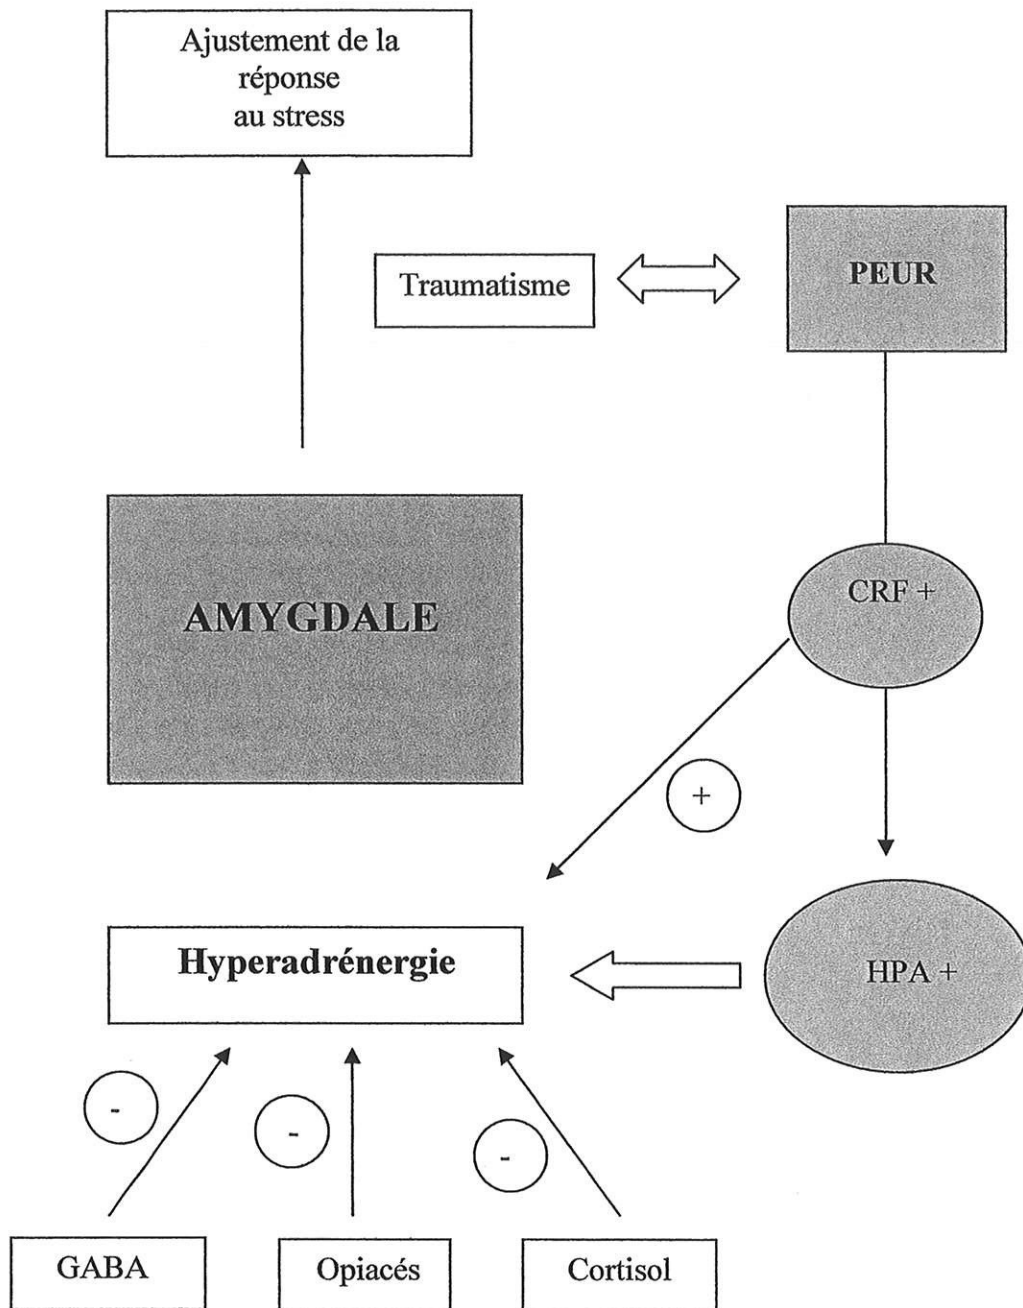 Ajustement de la
réponse
au stress
Traumatisme
PEUR
AMYGDALE
CRF +
+
Hyperadrénergie
HPA +
-
-
-
GABA
Opiacés
Cortisol